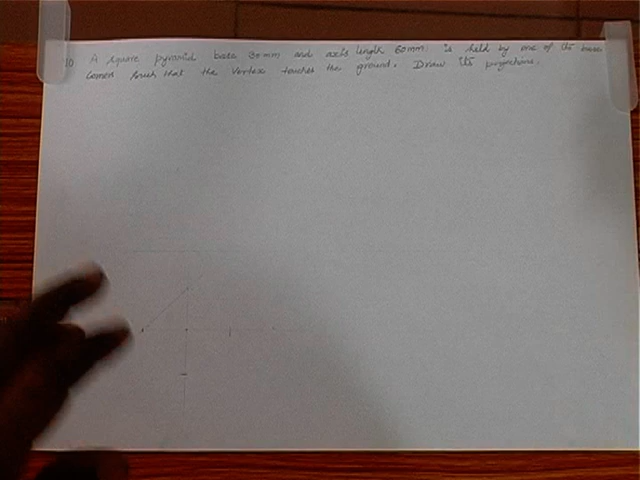 10 A square pyramid base 30mm and axis length 60mm. is held by one of its base
corners such that the vertex touches the ground. Draw its projections.